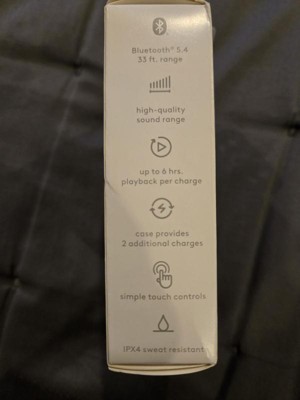 Bluetooth® 5.4
33 ft. range
high-quality
sound range
up to 6 hrs.
playback per charge
case provides
2 additional charges
simple touch controls
IPX4 sweat resistant